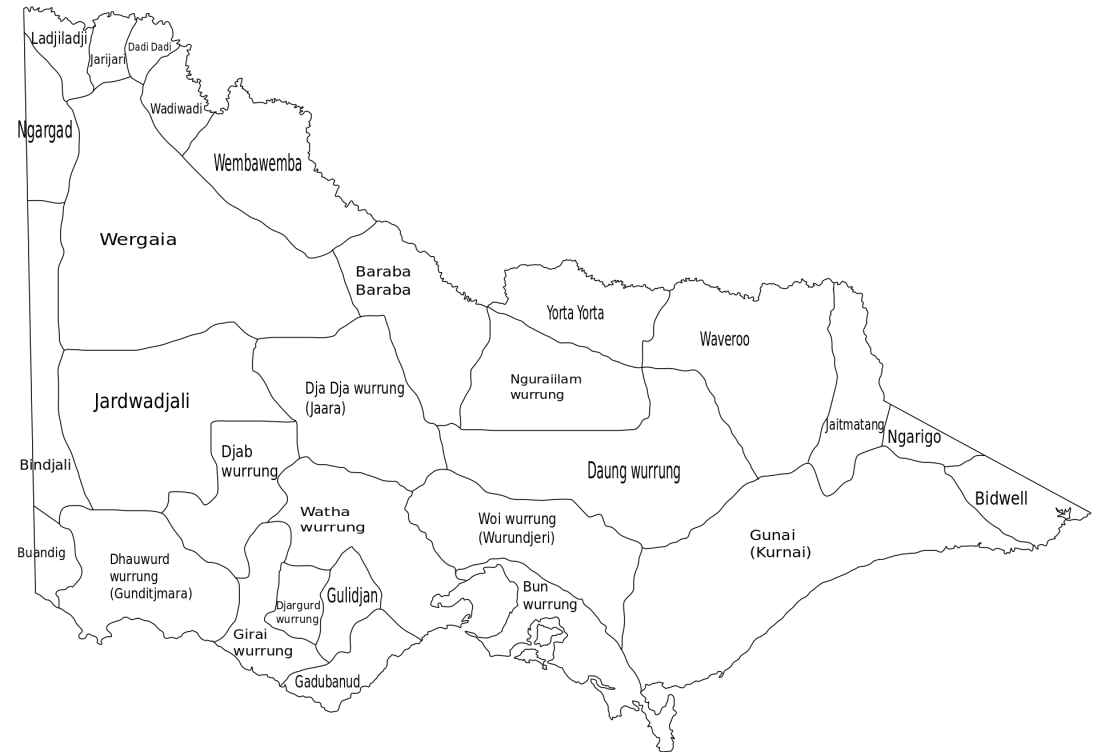 Ladjiladji
Jarijari
Dadi Dadi
Wadiwadi
Ngargad
Wembawemba
Wergaia
Baraba
Baraba
Yorta Yorta
Waveroo
Nguraiilam
wurrung
Dja Dja wurrung
(Jaara)
Jardwadjali
Jaitmatang
Ngarigo
Bindjali
Djab
wurrung
Daung wurrung
Bidwell
Watha
wurrung
Woi wurrung
(Wurundjeri)
Gunai
(Kurnai)
Buandig
Dhauwurd
wurrung
(Gunditjmara)
Djargurd
wurrung
Gulidjan
Bun
wurrung
Girai
wurrung
Gadubanud